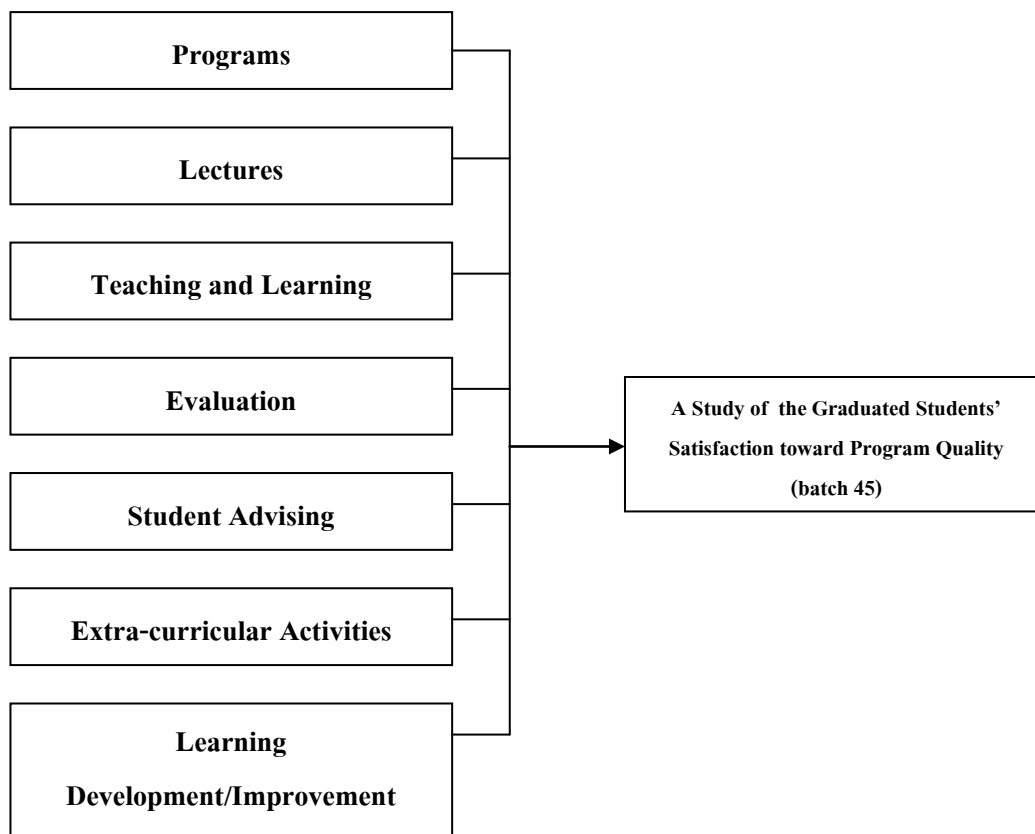 Programs
Lectures
Teaching and Learning
Evaluation
Student Advising
Extra-curricular Activities
Learning
Development/Improvement
A Study of the Graduated Students’
Satisfaction toward Program Quality
(batch 45)